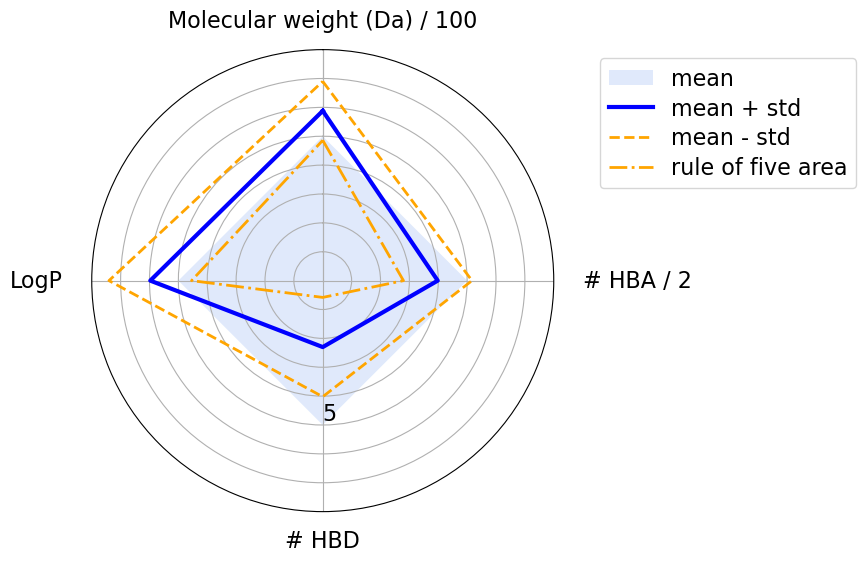 Molecular weight (Da) / 100
mean
mean + std
mean - std
rule of five area
LogP
# HBA / 2
5
# HBD